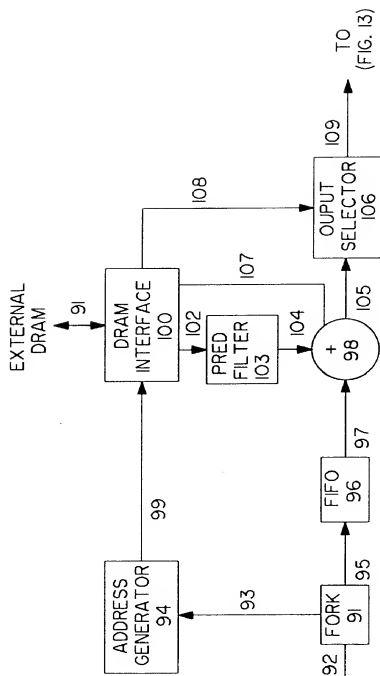 EXTERNAL
DRAM
91
ADDRESS
GENERATOR
94
99
DRAM
INTERFACE
100
108
102
107
PRED
FILTER
103
104
93
92
FORK
91
95
FIFO
96
97
+
98
105
OUPUT
SELECTOR
106
109
TO
(FIG. 13)